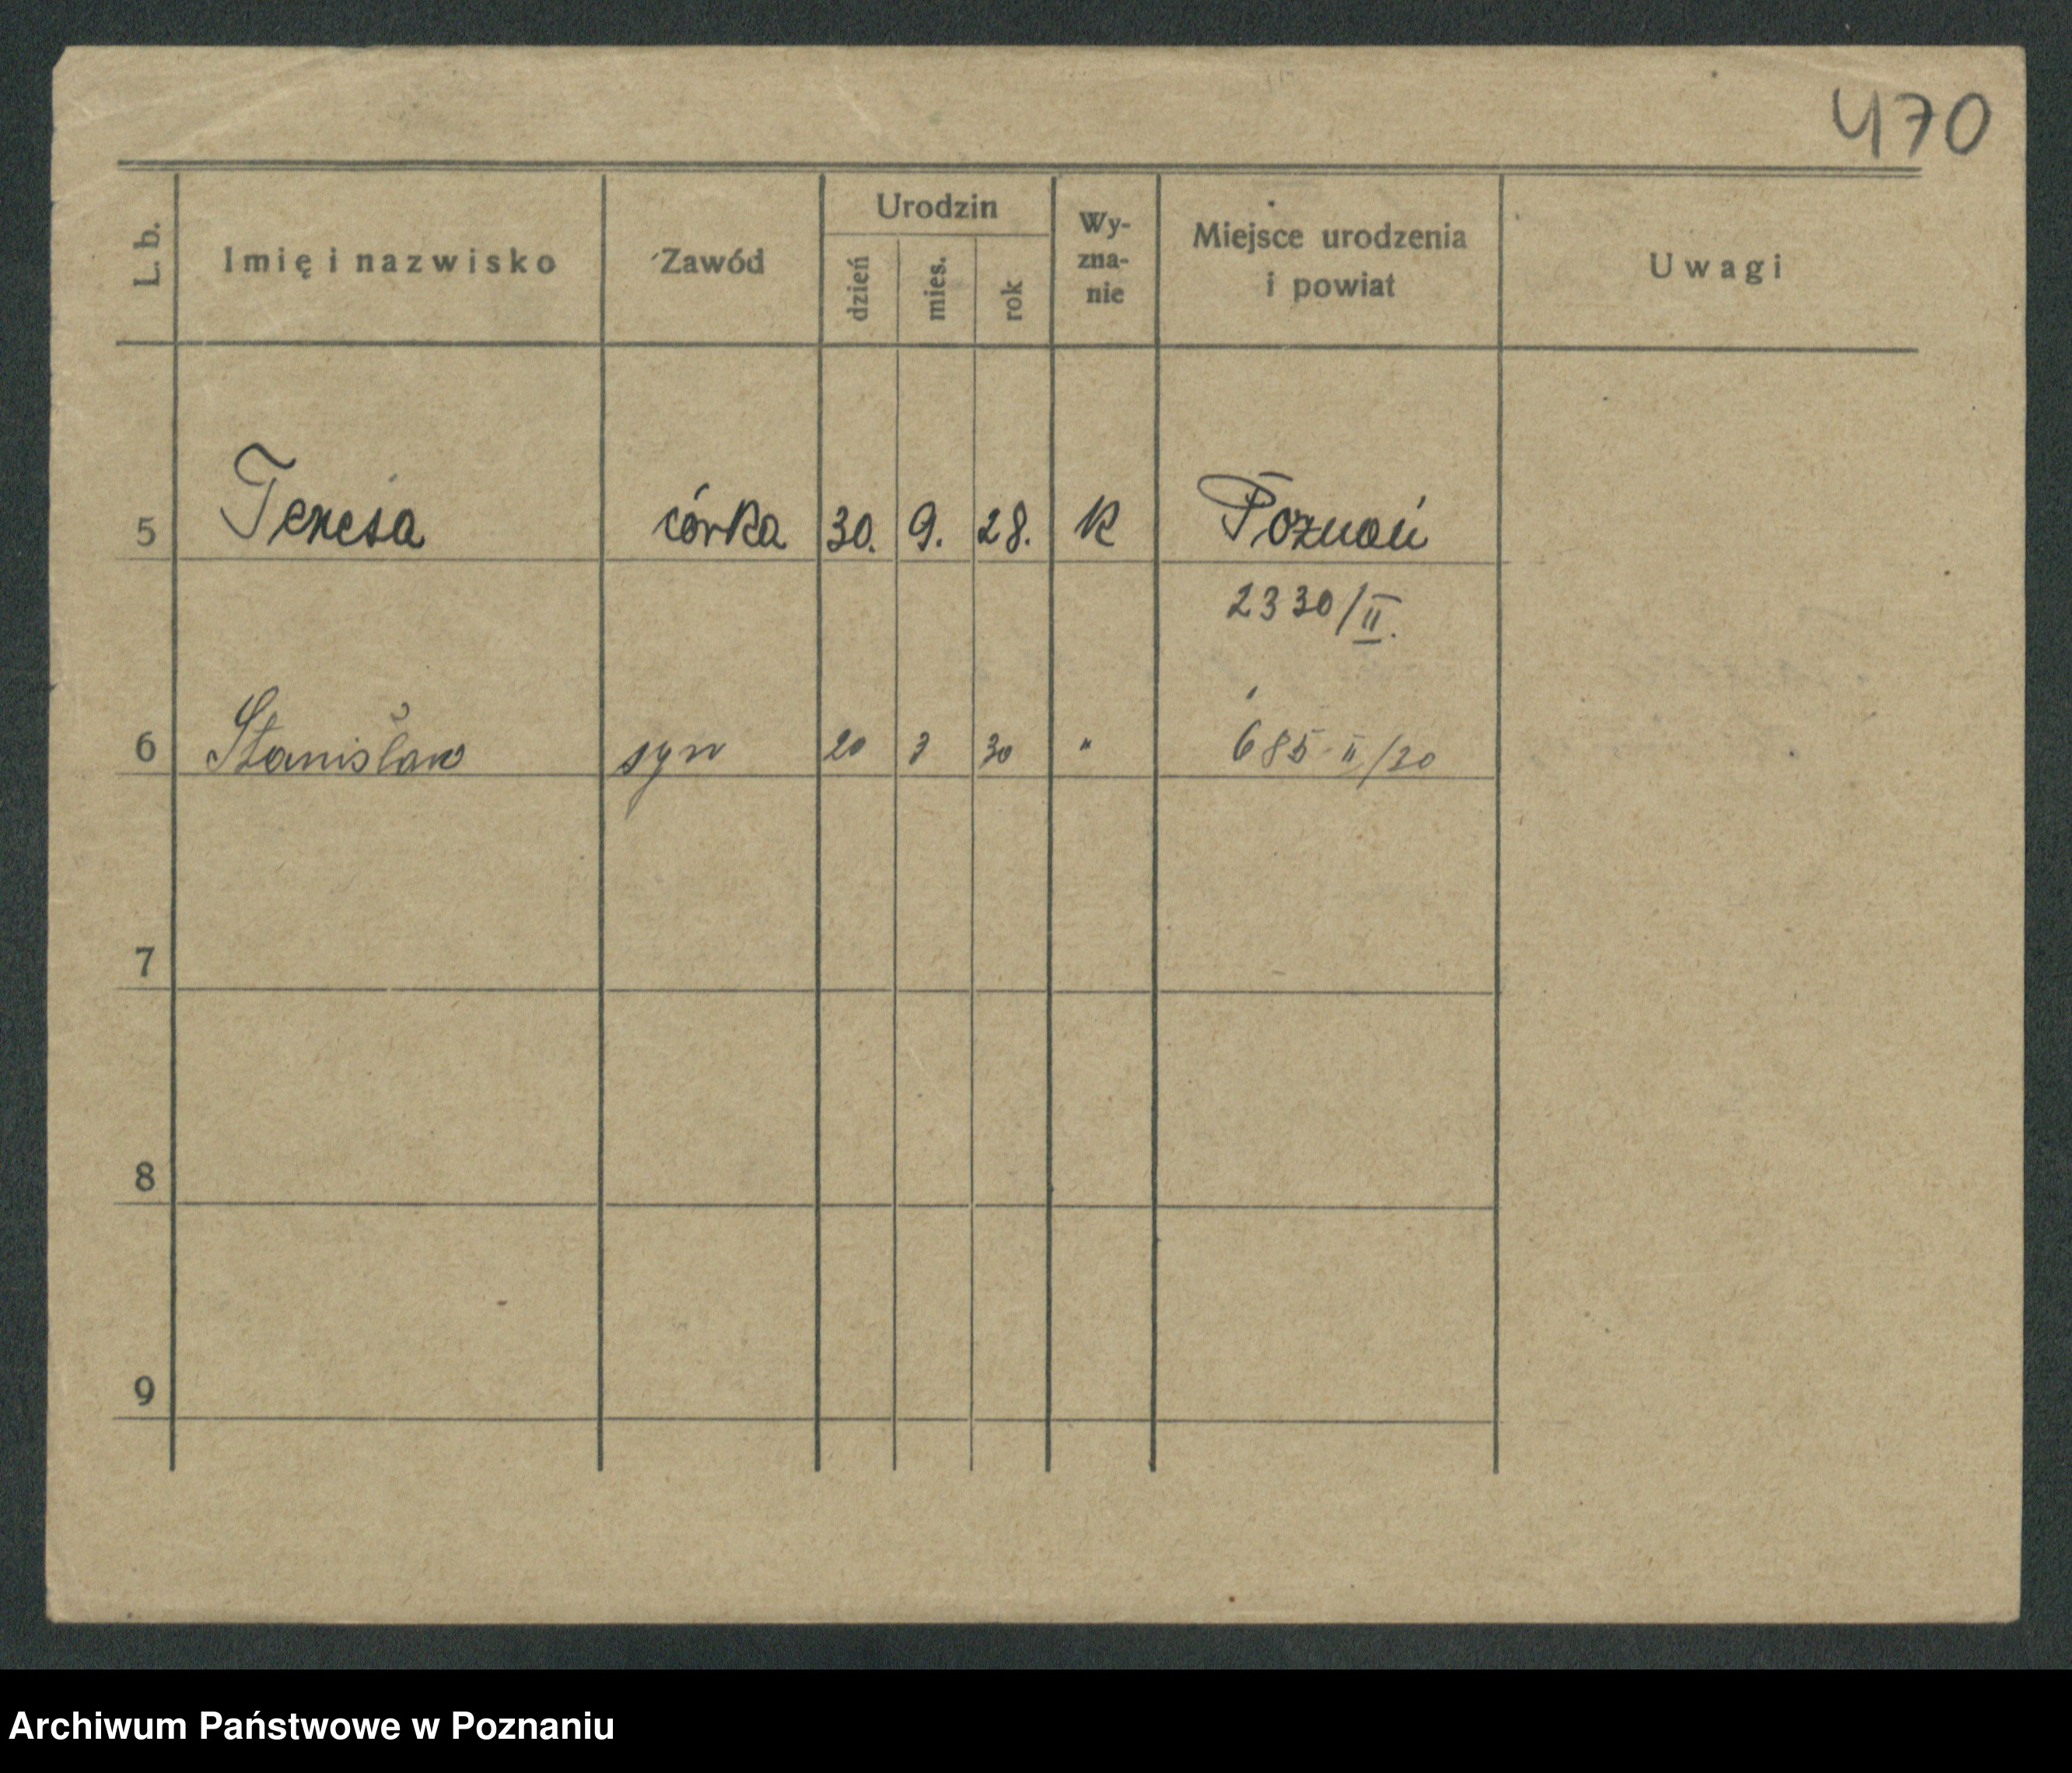 470
L. b. Imię i nazwisko Zawód Urodzin dzień mies. rok Wy-zna-nie Miejsce urodzenia i powiat Uwagi
5 Teresa córka 30. 9. 28. K Poznań
2330/II.
6 Stanisław syn 20 3 30 " 685 II/30
7
8
9
Archiwum Państwowe w Poznaniu